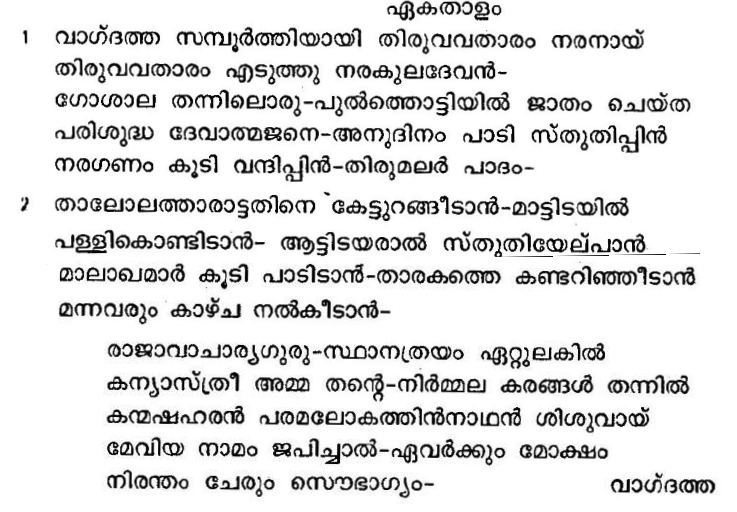 ഏകതാളം
1 വാഗ്ദത്ത സമ്പൂർത്തിയായി തിരുവവതാരം നരനായ്
തിരുവവതാരം എടുത്തു നരകുലദേവൻ-
ഗോശാല തന്നിലൊരു-പുൽത്തൊട്ടിയിൽ ജാതം ചെയ്ത
പരിശുദ്ധ ദേവാത്മജനെ-അനുദിനം പാടി സ്തുതിപ്പിൻ
നരഗണം കൂടി വന്ദിപ്പിൻ-തിരുമലർ പാദം-
2 താലോലത്താരാട്ടതിനെ കേട്ടുറങ്ങീടാൻ-മാട്ടിടയിൽ
പള്ളികൊണ്ടിടാൻ- ആട്ടിടയരാൽ സ്തുതിയേല്പാൻ
മാലാഖമാർ കൂടി പാടിടാൻ-താരകത്തെ കണ്ടറിഞ്ഞീടാൻ
മന്നവരും കാഴ്ച നൽകീടാൻ-
രാജാവാചാര്യഗുരു-സ്ഥാനത്രയം ഏറ്റുലകിൽ
കന്യാസ്ത്രീ അമ്മ തന്റെ-നിർമ്മല കരങ്ങൾ തന്നിൽ
കന്മഷഹരൻ പരമലോകത്തിൻനാഥൻ ശിശുവായ്
മേവിയ നാമം ജപിച്ചാൽ-ഏവർക്കും മോക്ഷം
നിരന്തം ചേരും സൌഭാഗ്യം- വാഗ്ദത്ത